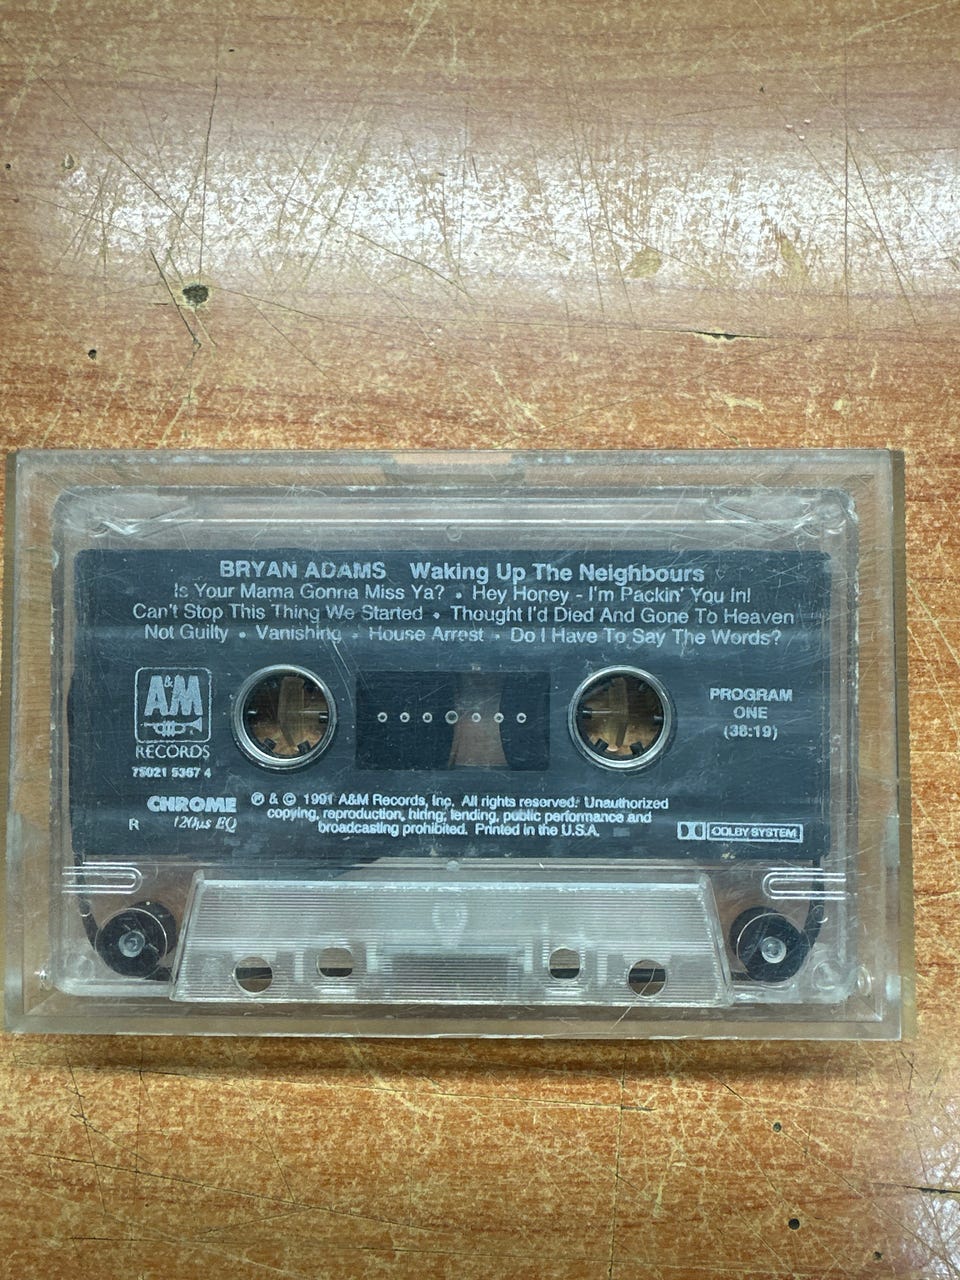 BRYAN ADAMS Waking Up The Neighbours
Is Your Mama Gonna Miss Ya? • Hey Honey - I'm Packin' You In!
Can't Stop This Thing We Started • Thought I'd Died And Gone To Heaven
Not Guilty • Vanishing • House Arrest • Do I Have To Say The Words?
A&M
RECORDS
75021 5367 4
PROGRAM
ONE
(38:19)
CHROME
120µs EQ
R
℗ & © 1991 A&M Records, Inc. All rights reserved. Unauthorized
copying, reproduction, hiring, lending, public performance and
broadcasting prohibited. Printed in the U.S.A.
DOLBY SYSTEM